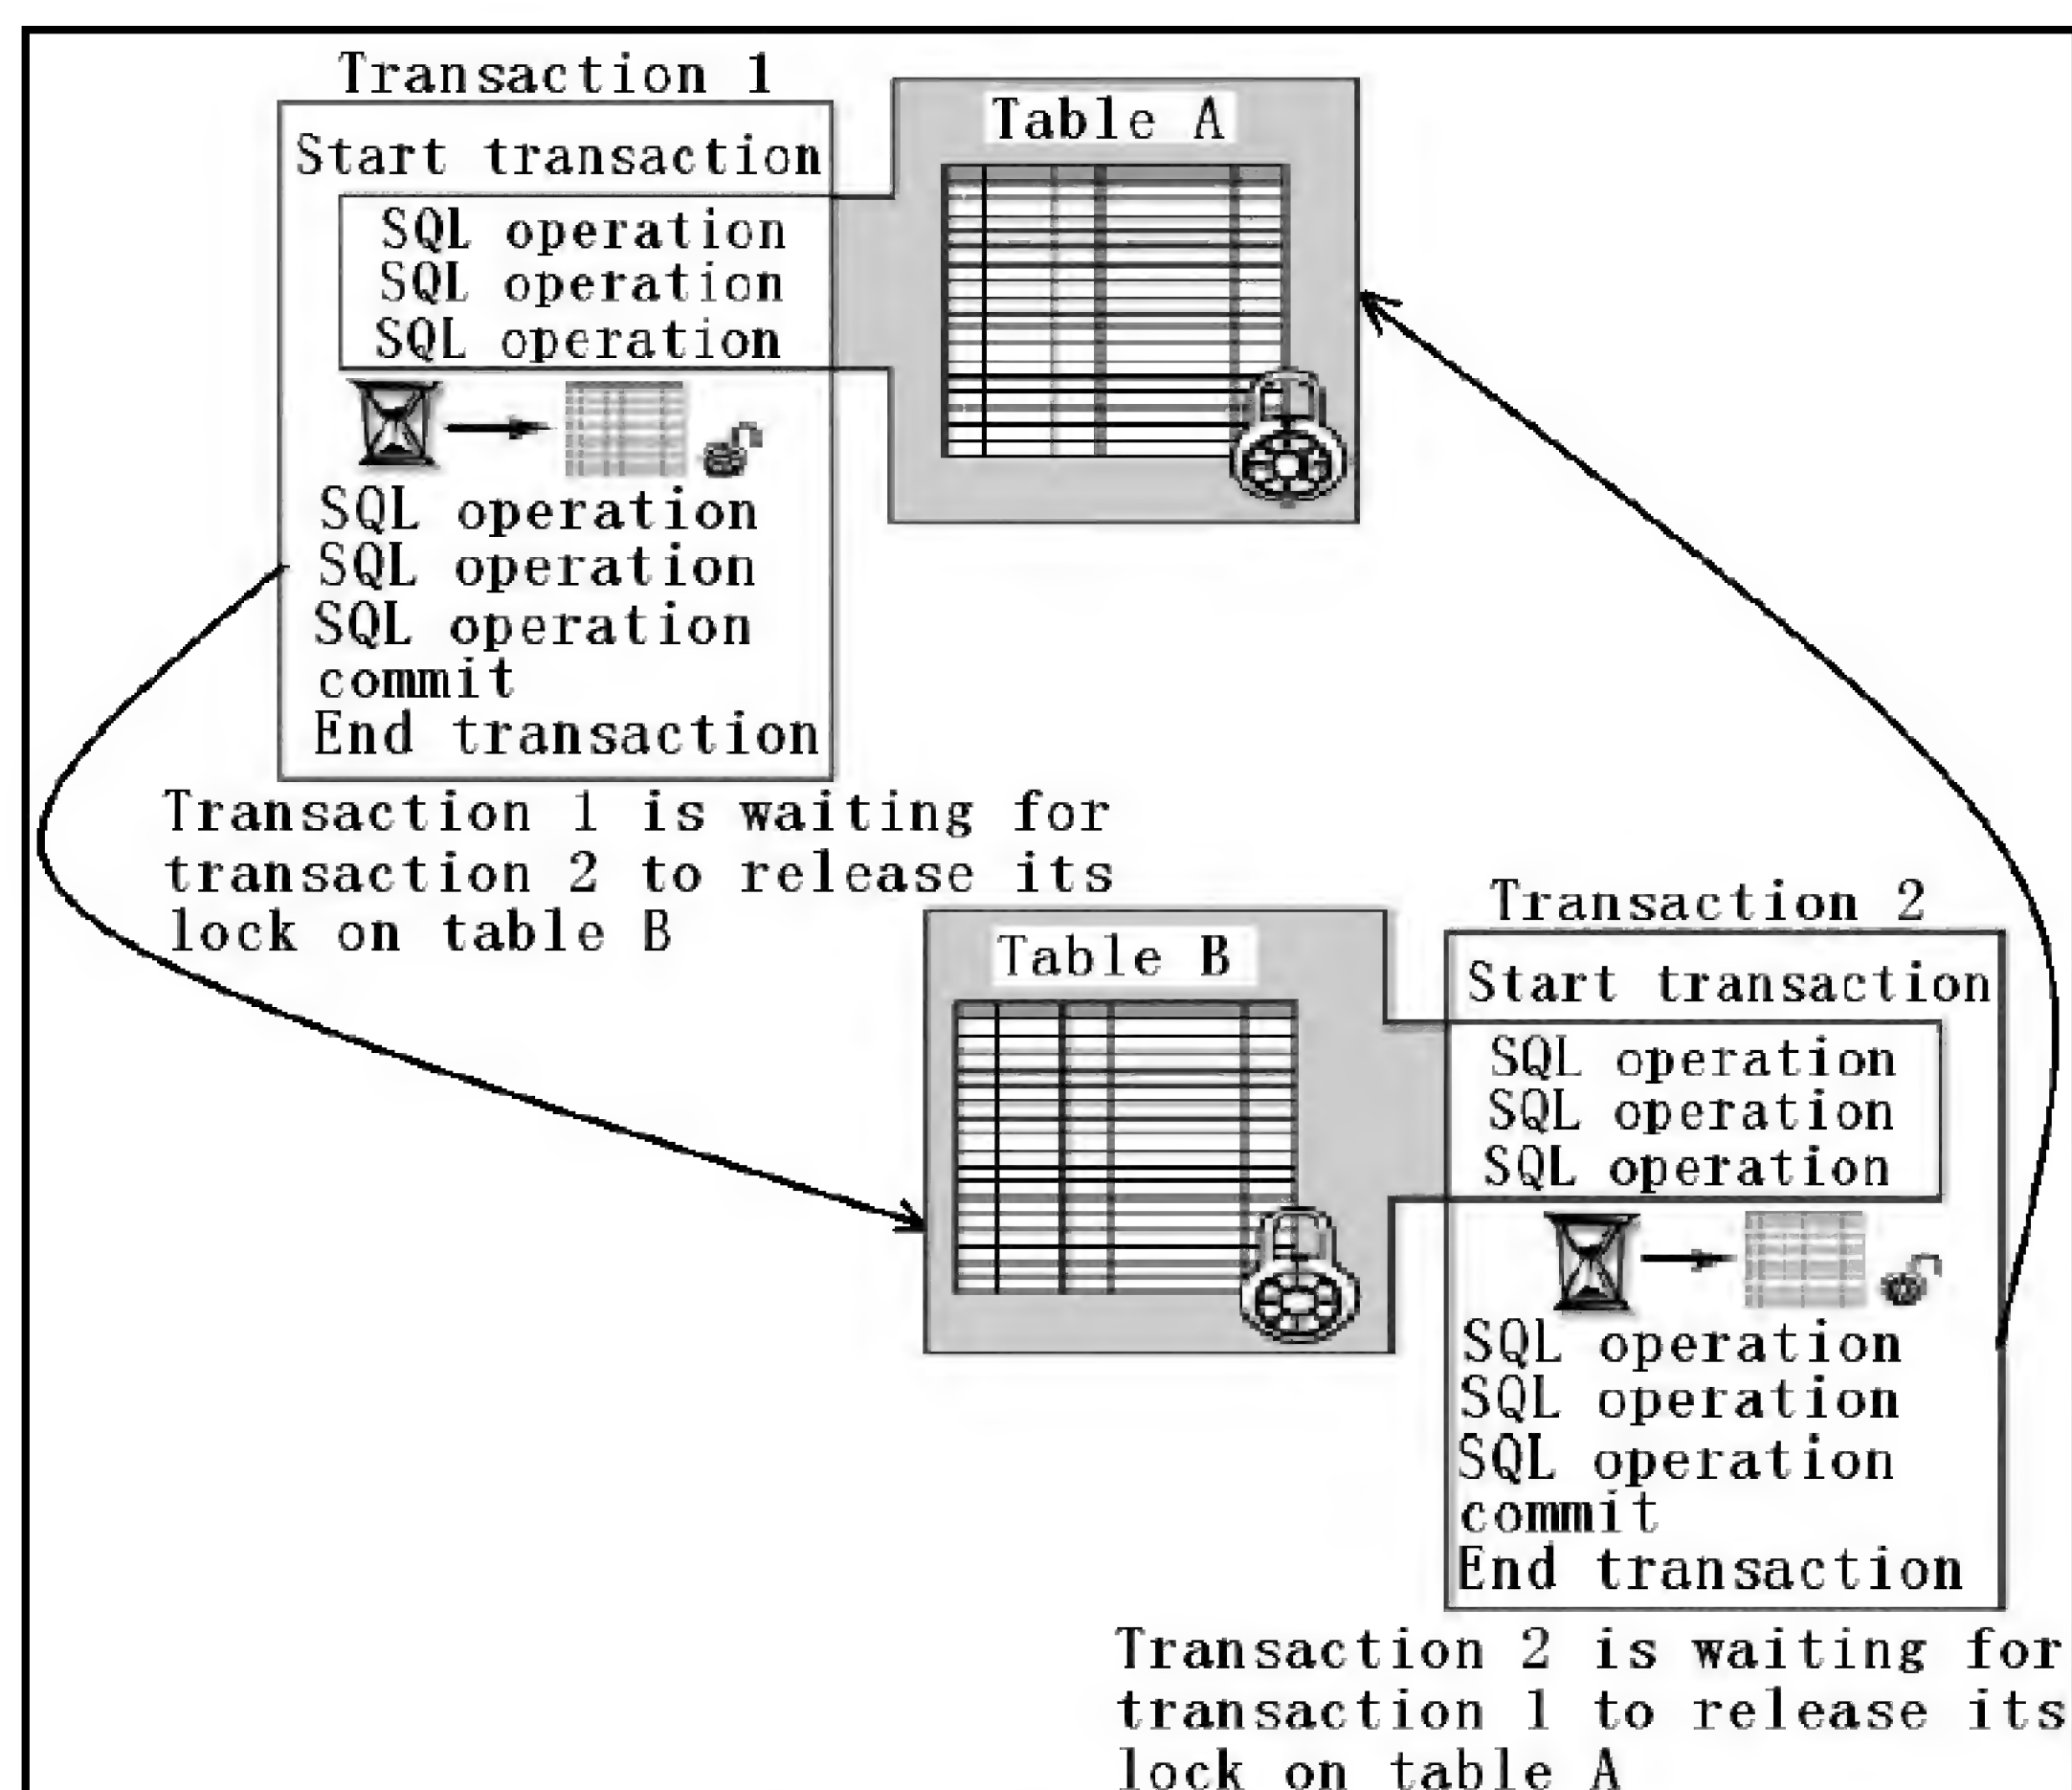 Transaction 1
Start transaction
SQL operation
SQL operation
SQL operation
SQL operation
SQL operation
SQL operation
commit
End transaction
Table A
Transaction 1 is waiting for
transaction 2 to release its
lock on table B
Table B
Transaction 2
Start transaction
SQL operation
SQL operation
SQL operation
SQL operation
SQL operation
SQL operation
commit
End transaction
Transaction 2 is waiting for
transaction 1 to release its
lock on table A